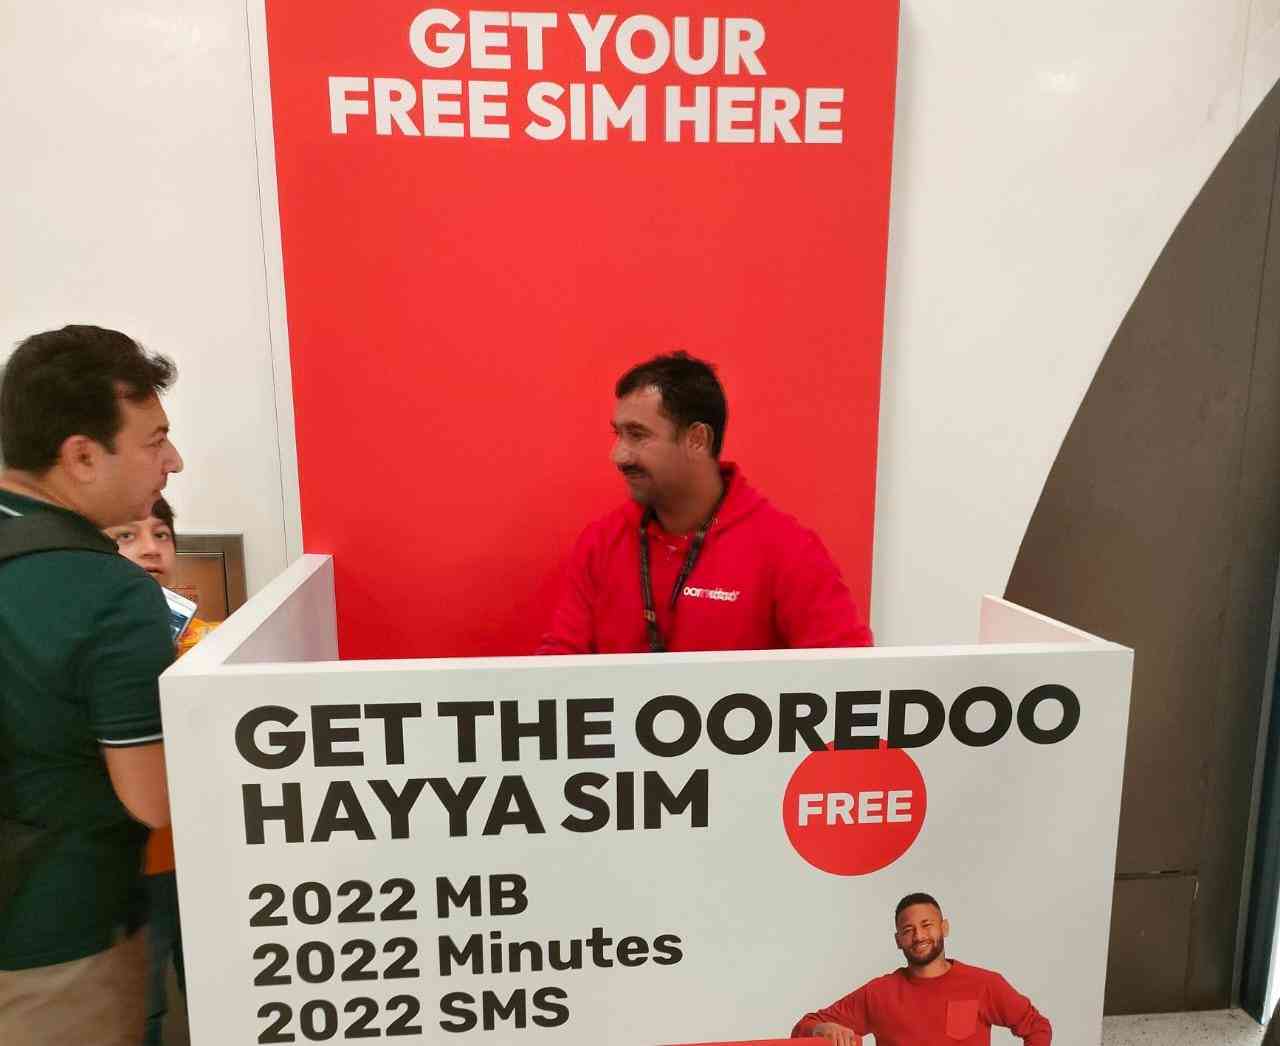 GET YOUR
FREE SIM HERE
ooredoo
GET THE OOREDOO
HAYYA SIM
FREE
2022 MB
2022 Minutes
2022 SMS